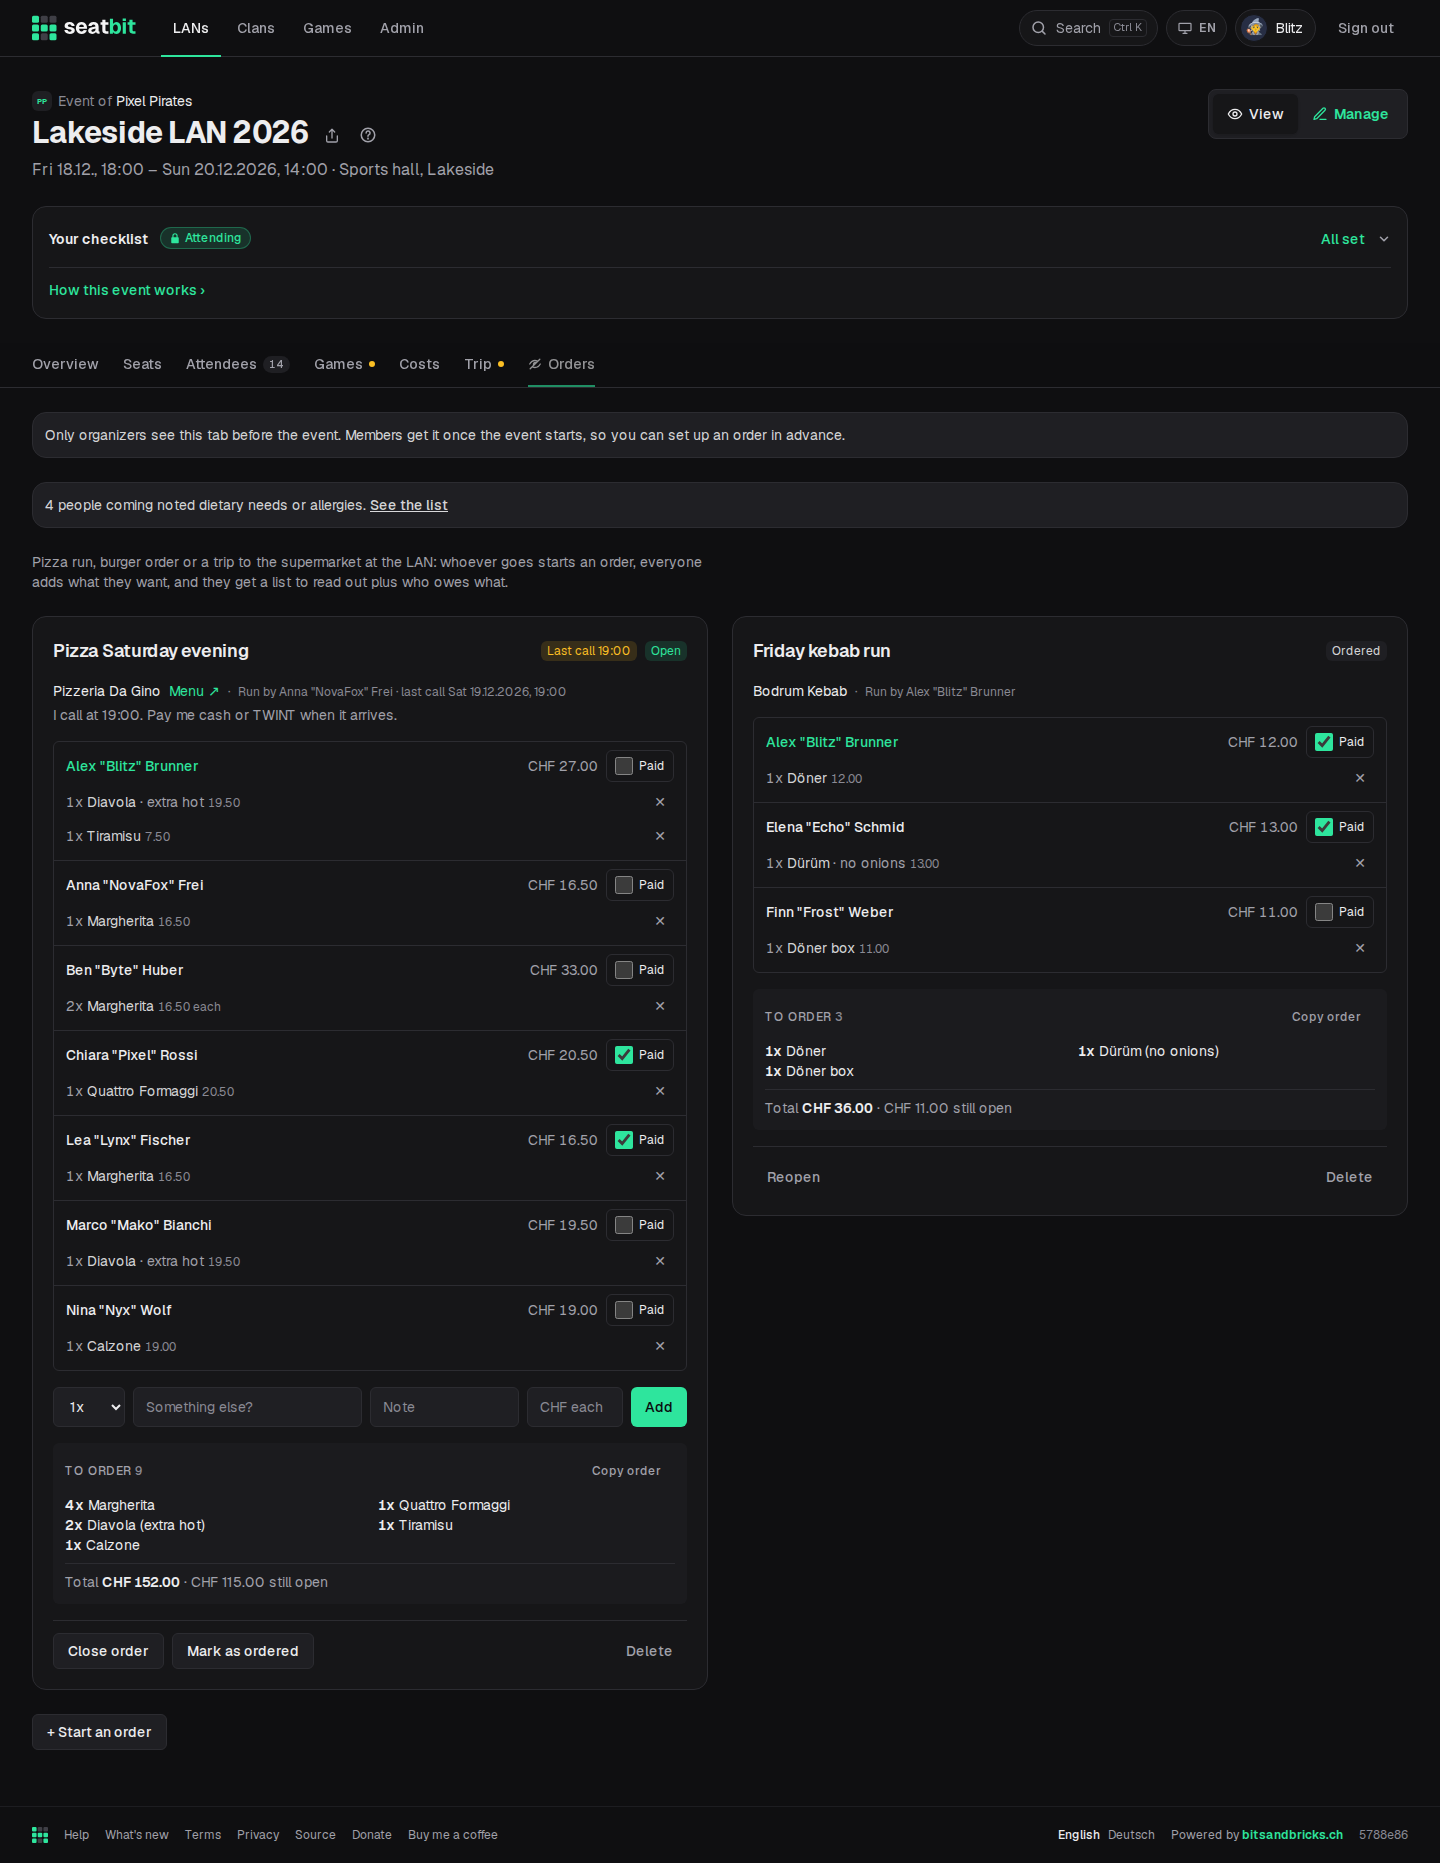 seatbit LANs Clans Games Admin Search Ctrl K EN Blitz Sign out
PP Event of Pixel Pirates
Lakeside LAN 2026
View Manage
Fri 18.12., 18:00 – Sun 20.12.2026, 14:00 · Sports hall, Lakeside
Your checklist Attending All set
How this event works ›
Overview Seats Attendees 14 Games Costs Trip Orders
Only organizers see this tab before the event. Members get it once the event starts, so you can set up an order in advance.
4 people coming noted dietary needs or allergies. See the list
Pizza run, burger order or a trip to the supermarket at the LAN: whoever goes starts an order, everyone
adds what they want, and they get a list to read out plus who owes what.
Pizza Saturday evening Last call 19:00 Open
Pizzeria Da Gino Menu ↗ · Run by Anna "NovaFox" Frei · last call Sat 19.12.2026, 19:00
I call at 19:00. Pay me cash or TWINT when it arrives.
Alex "Blitz" Brunner CHF 27.00 Paid
1x Diavola · extra hot 19.50 ✕
1x Tiramisu 7.50 ✕
Anna "NovaFox" Frei CHF 16.50 Paid
1x Margherita 16.50 ✕
Ben "Byte" Huber CHF 33.00 Paid
2x Margherita 16.50 each ✕
Chiara "Pixel" Rossi CHF 20.50 Paid
1x Quattro Formaggi 20.50 ✕
Lea "Lynx" Fischer CHF 16.50 Paid
1x Margherita 16.50 ✕
Marco "Mako" Bianchi CHF 19.50 Paid
1x Diavola · extra hot 19.50 ✕
Nina "Nyx" Wolf CHF 19.00 Paid
1x Calzone 19.00 ✕
1x Something else? Note CHF each Add
TO ORDER 9 Copy order
4x Margherita 1x Quattro Formaggi
2x Diavola (extra hot) 1x Tiramisu
1x Calzone
Total CHF 152.00 · CHF 115.00 still open
Close order Mark as ordered Delete
Friday kebab run Ordered
Bodrum Kebab · Run by Alex "Blitz" Brunner
Alex "Blitz" Brunner CHF 12.00 Paid
1x Döner 12.00 ✕
Elena "Echo" Schmid CHF 13.00 Paid
1x Dürüm · no onions 13.00 ✕
Finn "Frost" Weber CHF 11.00 Paid
1x Döner box 11.00 ✕
TO ORDER 3 Copy order
1x Döner 1x Dürüm (no onions)
1x Döner box
Total CHF 36.00 · CHF 11.00 still open
Reopen Delete
+ Start an order
Help What's new Terms Privacy Source Donate Buy me a coffee English Deutsch Powered by bitsandbricks.ch 5788e86